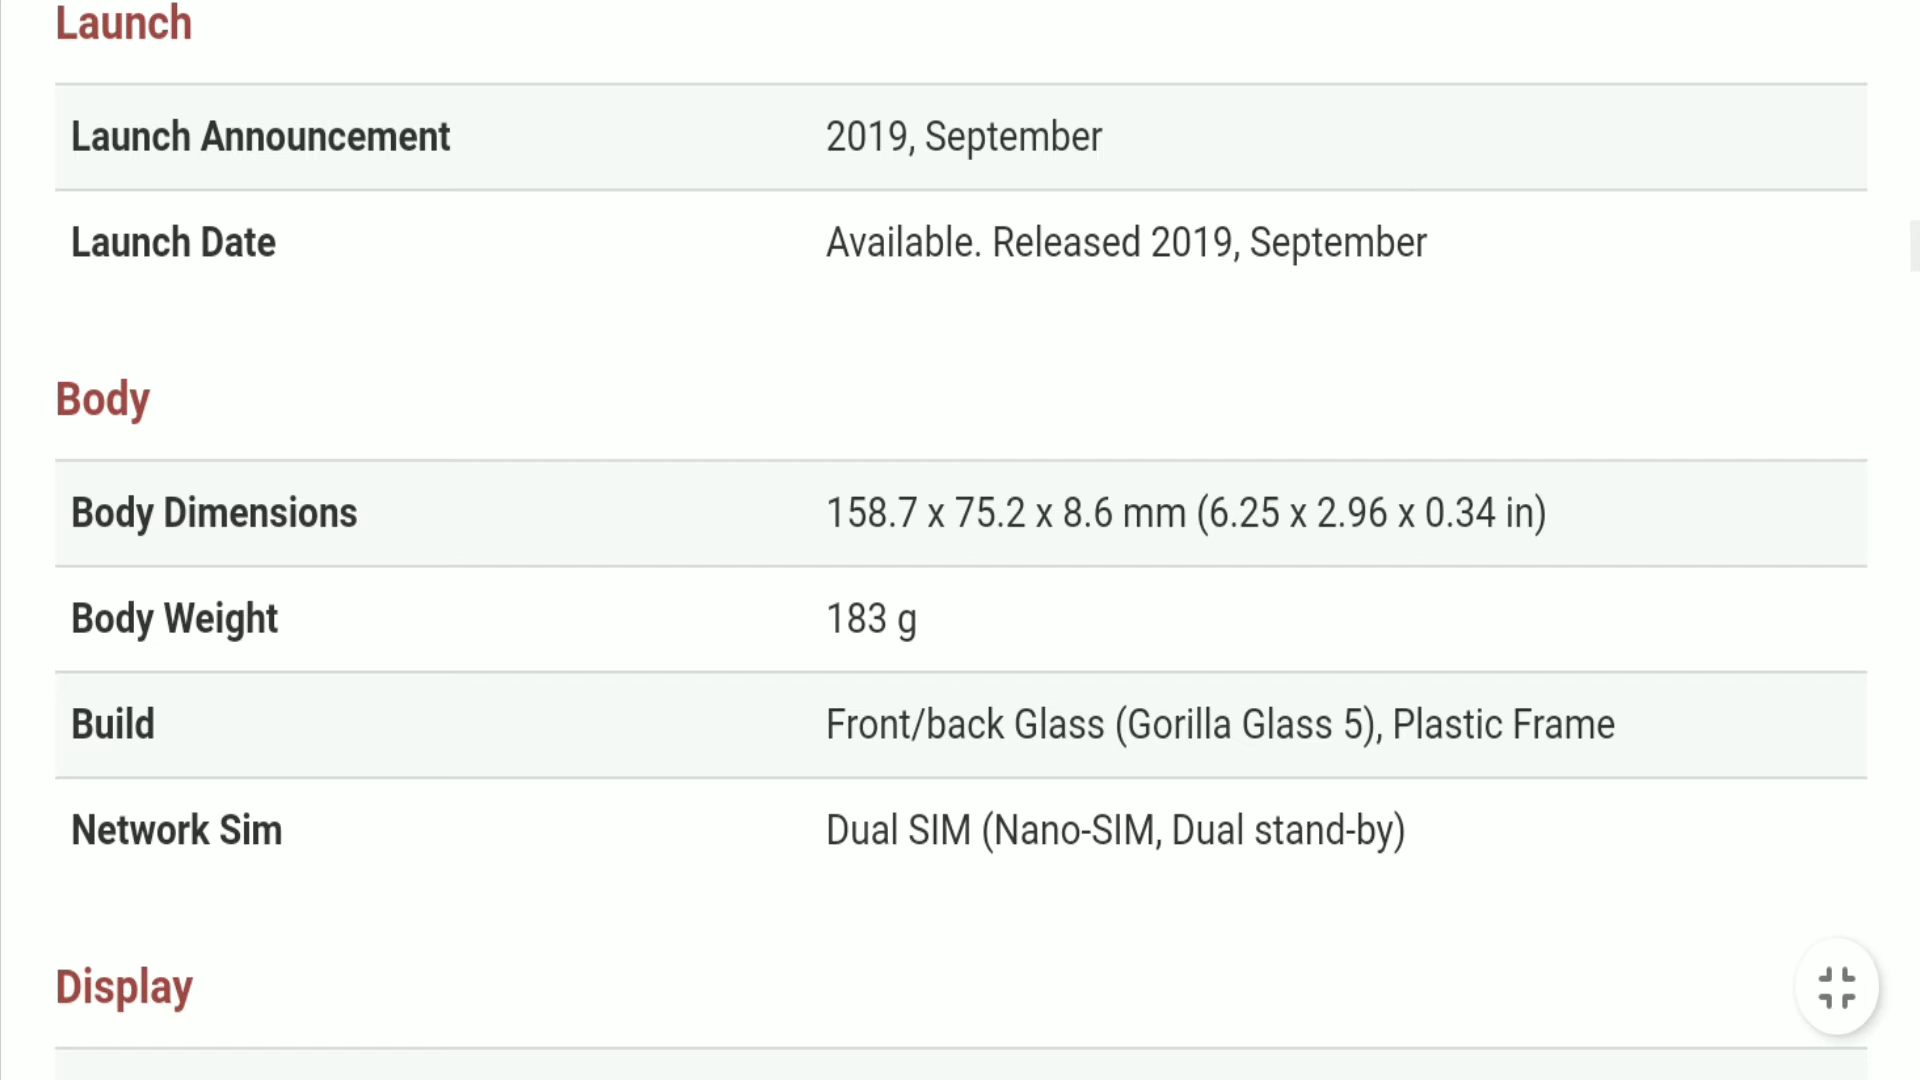 Launch
Launch Announcement 2019, September
Launch Date Available. Released 2019, September
Body
Body Dimensions 158.7 x 75.2 x 8.6 mm (6.25 x 2.96 x 0.34 in)
Body Weight 183 g
Build Front/back Glass (Gorilla Glass 5), Plastic Frame
Network Sim Dual SIM (Nano-SIM, Dual stand-by)
Display